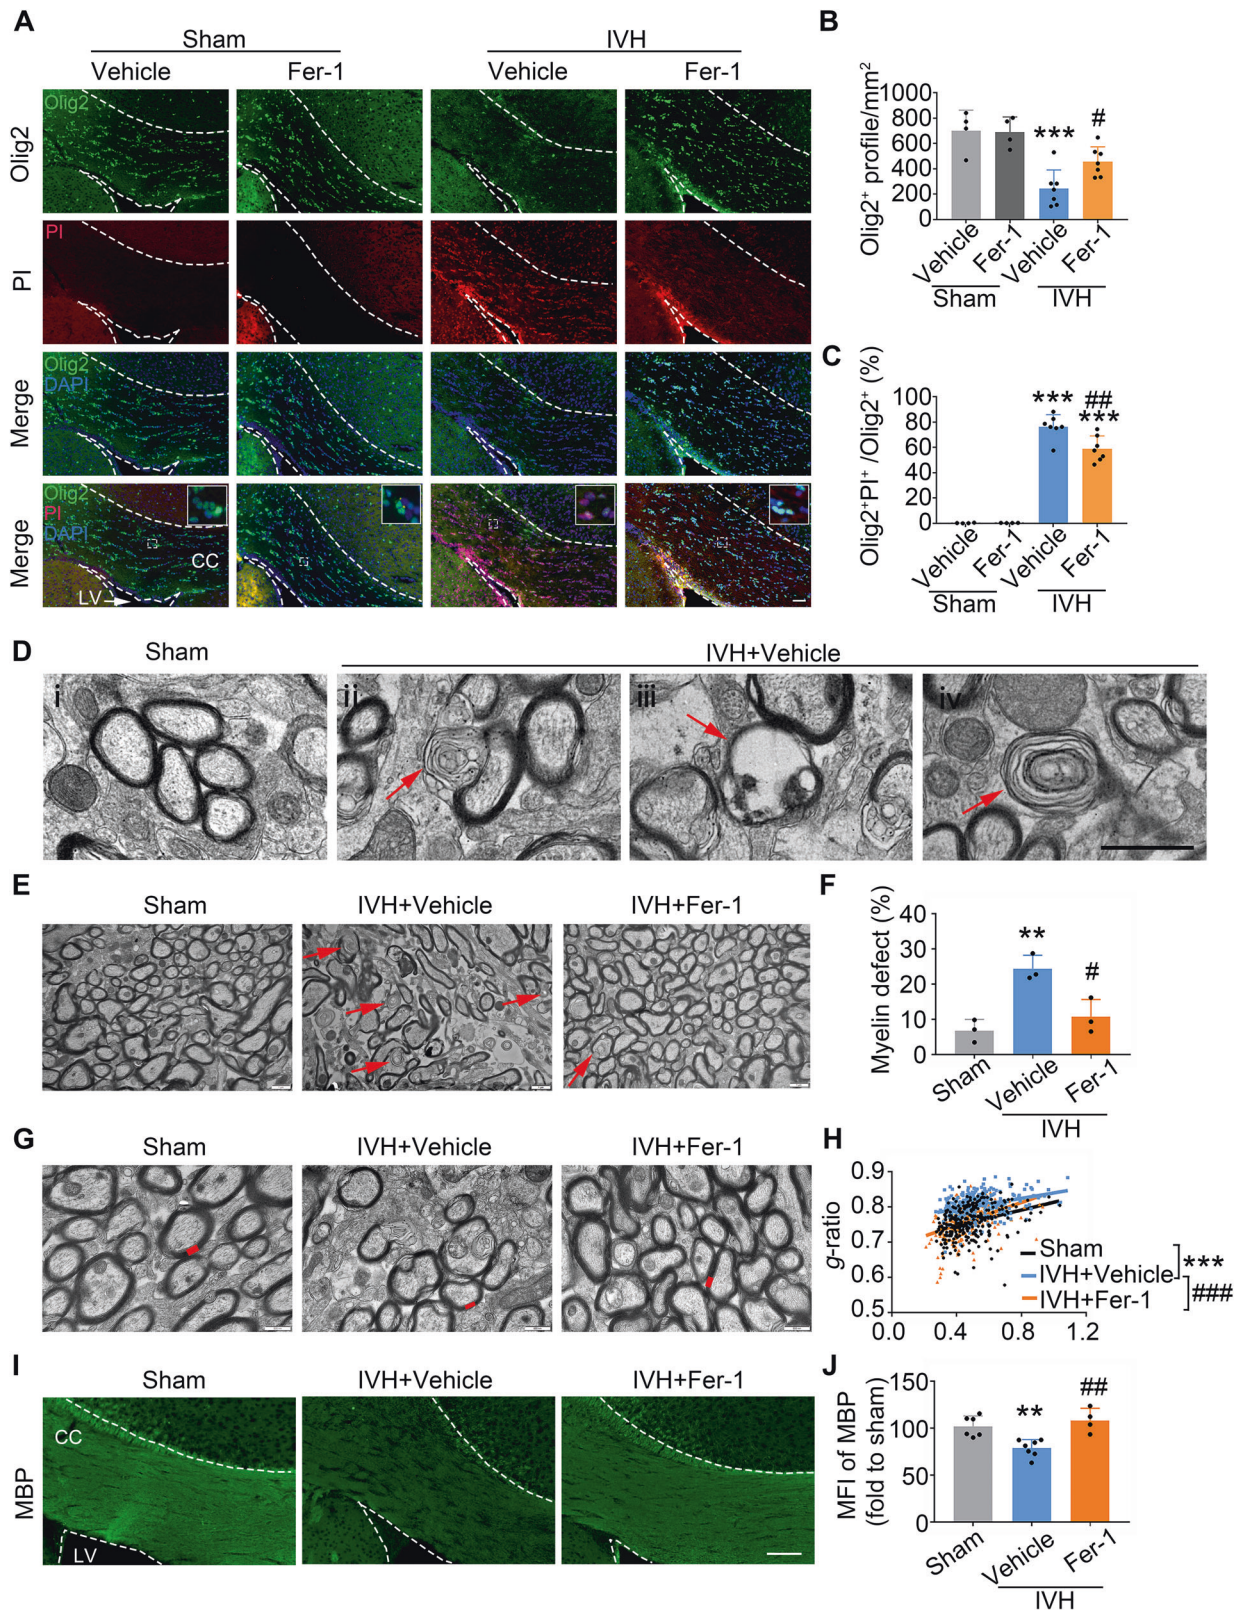 A
Sham
IVH
Vehicle
Fer-1
Vehicle
Fer-1
Olig2
Olig2
PI
PI
Merge
Olig2
DAPI
Merge
Olig2
PI
DAPI
CC
LV
B
Olig2⁺ profile/mm²
1000
800
600
400
200
0
***
#
Vehicle
Fer-1
Vehicle
Fer-1
Sham
IVH
C
Olig2⁺PI⁺ /Olig2⁺ (%)
100
80
60
40
20
0
***
##
***
Vehicle
Fer-1
Vehicle
Fer-1
Sham
IVH
D
Sham
IVH+Vehicle
i
ii
iii
iv
E
Sham
IVH+Vehicle
IVH+Fer-1
F
Myelin defect (%)
40
30
20
10
0
**
#
Sham
Vehicle
Fer-1
IVH
G
Sham
IVH+Vehicle
IVH+Fer-1
H
g-ratio
0.9
0.8
0.7
0.6
0.5
0.0
0.4
0.8
1.2
Sham
IVH+Vehicle
IVH+Fer-1
***
###
I
Sham
IVH+Vehicle
IVH+Fer-1
MBP
CC
LV
J
MFI of MBP
(fold to sham)
150
100
50
0
**
##
Sham
Vehicle
Fer-1
IVH